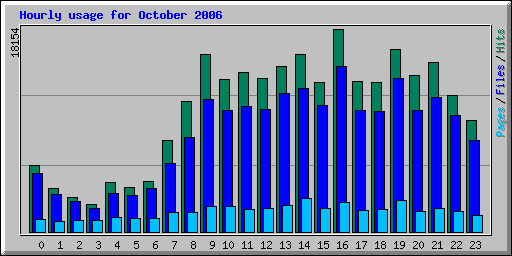 Hourly usage for October 2006
18154
Pages/Files/Hits
0 1 2 3 4 5 6 7 8 9 10 11 12 13 14 15 16 17 18 19 20 21 22 23